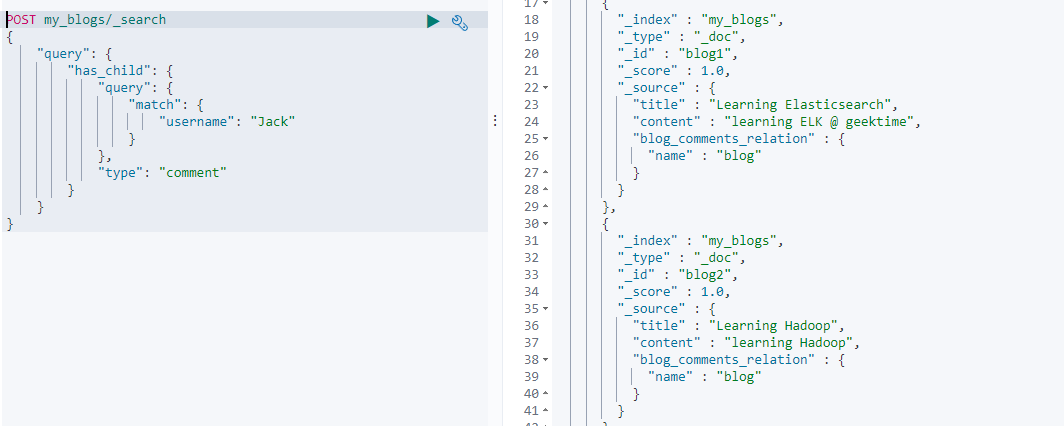 POST my_blogs/_search
{
"query": {
"has_child": {
"query": {
"match": {
"username": "Jack"
}
},
"type": "comment"
}
}
}
17 {
18 "_index" : "my_blogs",
19 "_type" : "_doc",
20 "_id" : "blog1",
21 "_score" : 1.0,
22 "_source" : {
23 "title" : "Learning Elasticsearch",
24 "content" : "learning ELK @ geektime",
25 "blog_comments_relation" : {
26 "name" : "blog"
27 }
28 }
29 },
30 {
31 "_index" : "my_blogs",
32 "_type" : "_doc",
33 "_id" : "blog2",
34 "_score" : 1.0,
35 "_source" : {
36 "title" : "Learning Hadoop",
37 "content" : "learning Hadoop",
38 "blog_comments_relation" : {
39 "name" : "blog"
40 }
41 }